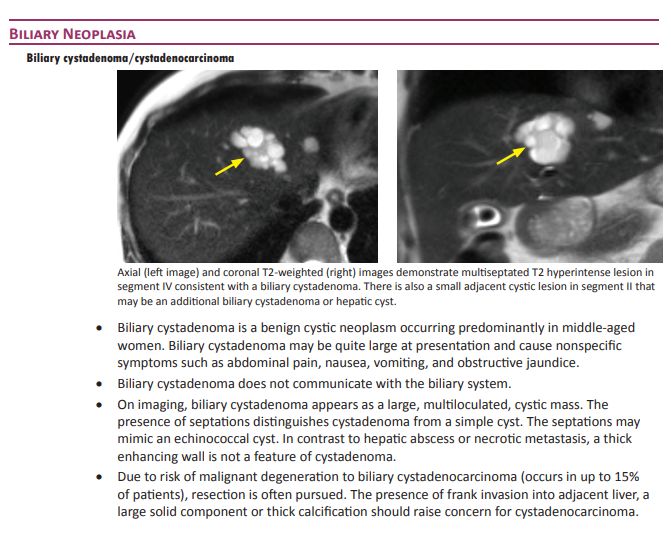 BILIARY NEOPLASIA
Biliary cystadenoma/cystadenocarcinoma
Axial (left image) and coronal T2-weighted (right) images demonstrate multiseptated T2 hyperintense lesion in
segment IV consistent with a biliary cystadenoma. There is also a small adjacent cystic lesion in segment II that
may be an additional biliary cystadenoma or hepatic cyst.
• Biliary cystadenoma is a benign cystic neoplasm occurring predominantly in middle-aged
women. Biliary cystadenoma may be quite large at presentation and cause nonspecific
symptoms such as abdominal pain, nausea, vomiting, and obstructive jaundice.
• Biliary cystadenoma does not communicate with the biliary system.
• On imaging, biliary cystadenoma appears as a large, multiloculated, cystic mass. The
presence of septations distinguishes cystadenoma from a simple cyst. The septations may
mimic an echinococcal cyst. In contrast to hepatic abscess or necrotic metastasis, a thick
enhancing wall is not a feature of cystadenoma.
• Due to risk of malignant degeneration to biliary cystadenocarcinoma (occurs in up to 15%
of patients), resection is often pursued. The presence of frank invasion into adjacent liver, a
large solid component or thick calcification should raise concern for cystadenocarcinoma.